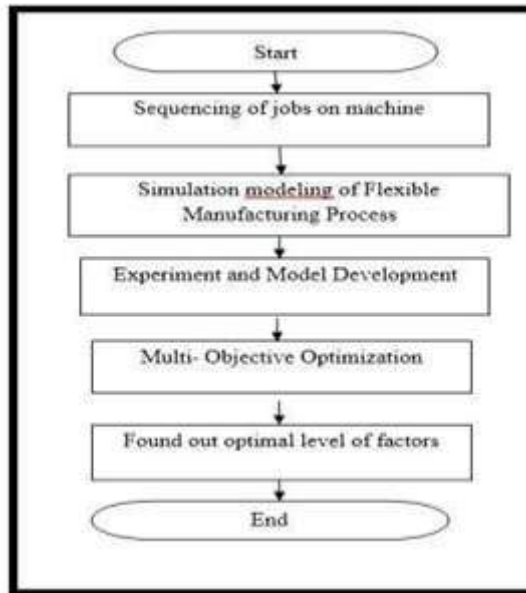 Start
Sequencing of jobs on machine
Simulation modeling of Flexible
Manufacturing Process
Experiment and Model Development
Multi- Objective Optimization
Found out optimal level of factors
End